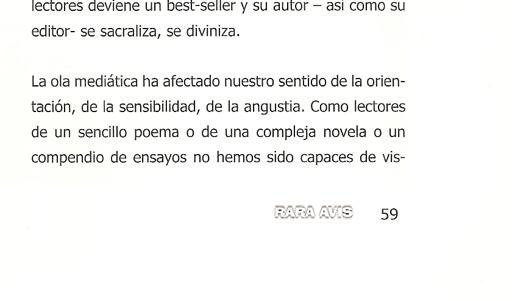 lectores deviene un best-seller y su autor – así como su
editor- se sacraliza, se diviniza.
La ola mediática ha afectado nuestro sentido de la orien-
tación, de la sensibilidad, de la angustia. Como lectores
de un sencillo poema o de una compleja novela o un
compendio de ensayos no hemos sido capaces de vis-
RARA AVIS 59